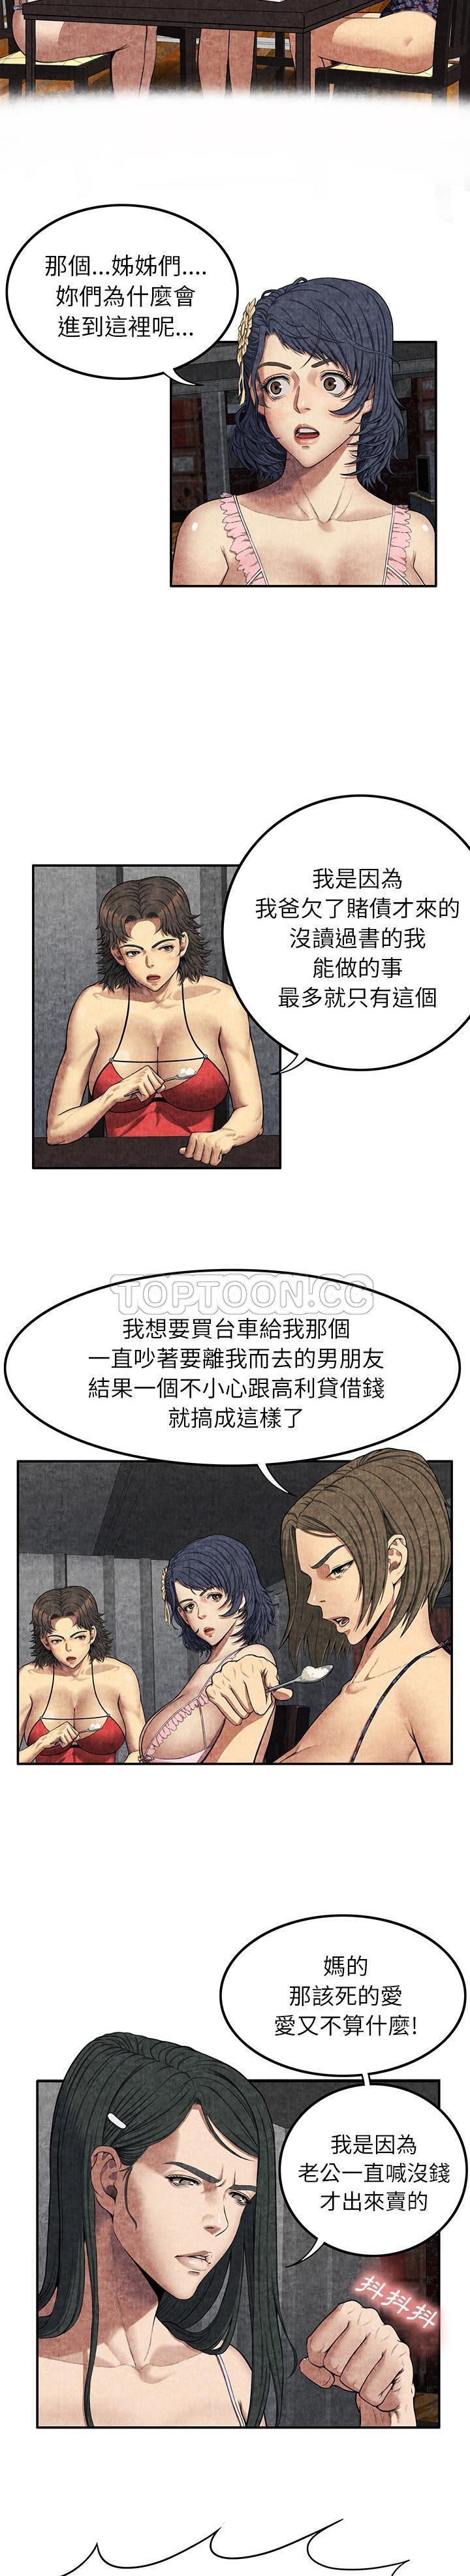 那個...姊姊們....
妳們為什麼會
進到這裡呢...
我是因為
我爸欠了賭債才來的
沒讀過書的我
能做的事
最多就只有這個
TOPTOON.CC
我想要買台車給我那個
一直吵著要離我而去的男朋友
結果一個不小心跟高利貸借錢
就搞成這樣了
媽的
那該死的愛
愛又不算什麼!
我是因為
老公一直喊沒錢
才出來賣的
抖抖抖